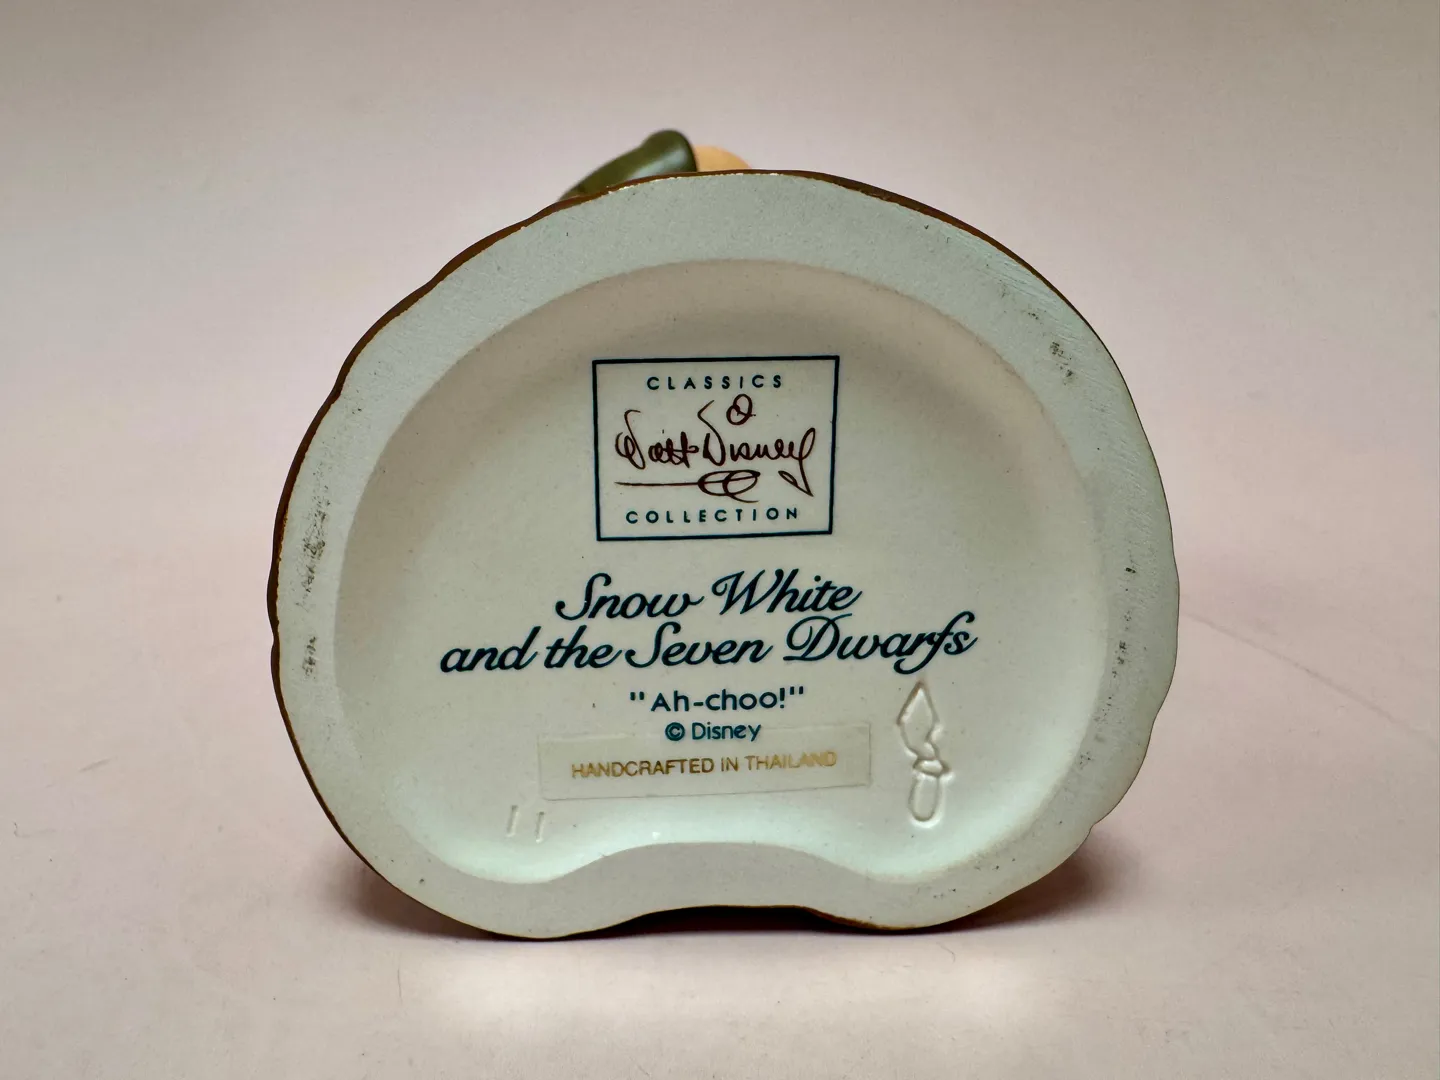 CLASSICS
Walt Disney
COLLECTION
Snow White
and the Seven Dwarfs
"Ah-choo!"
© Disney
HANDCRAFTED IN THAILAND